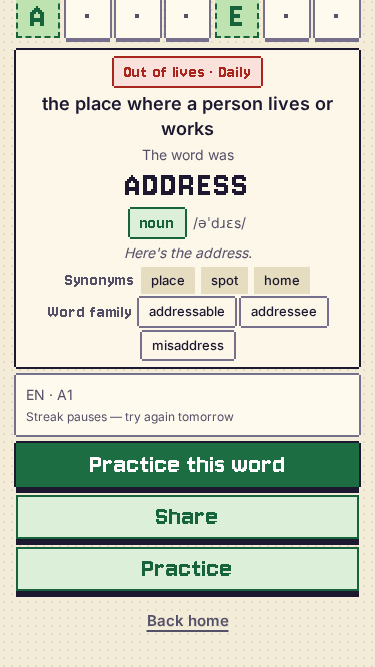 A · · · E · ·
Out of lives · Daily
the place where a person lives or
works
The word was
ADDRESS
noun /əˈdɹɛs/
Here's the address.
Synonyms place spot home
Word family addressable addressee
misaddress
EN · A1
Streak pauses — try again tomorrow
Practice this word
Share
Practice
Back home